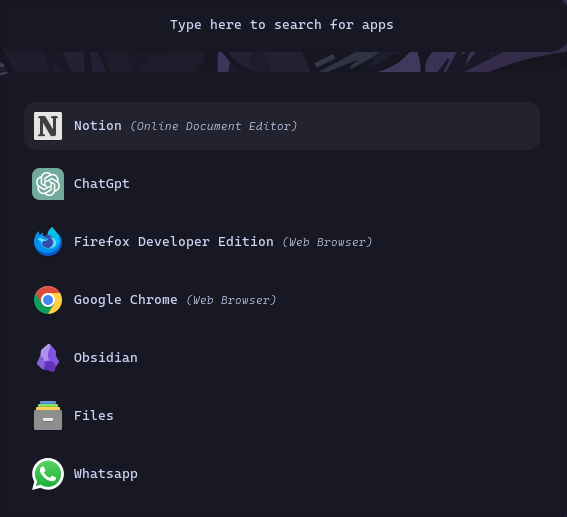 Type here to search for apps
Notion (Online Document Editor)
ChatGpt
Firefox Developer Edition (Web Browser)
Google Chrome (Web Browser)
Obsidian
Files
Whatsapp